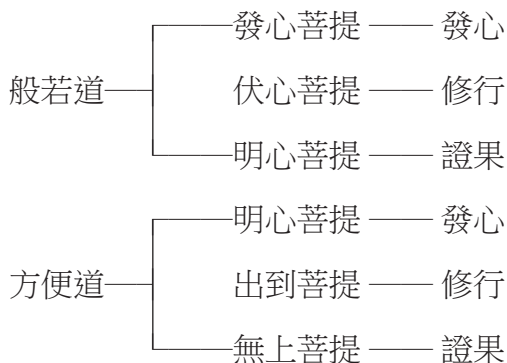 發心菩提 —— 發心
般若道 伏心菩提 —— 修行
明心菩提 —— 證果
明心菩提 —— 發心
方便道 出到菩提 —— 修行
無上菩提 —— 證果